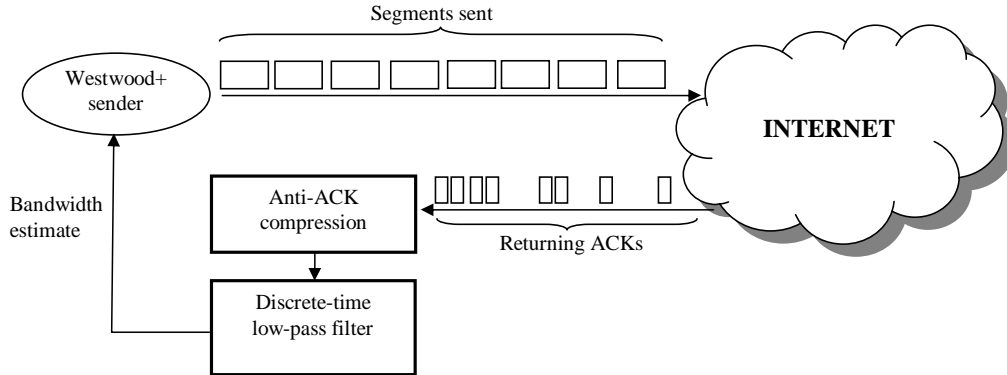 Segments sent
Westwood+
sender
INTERNET
Anti-ACK
compression
Bandwidth
estimate
Returning ACKs
Discrete-time
low-pass filter